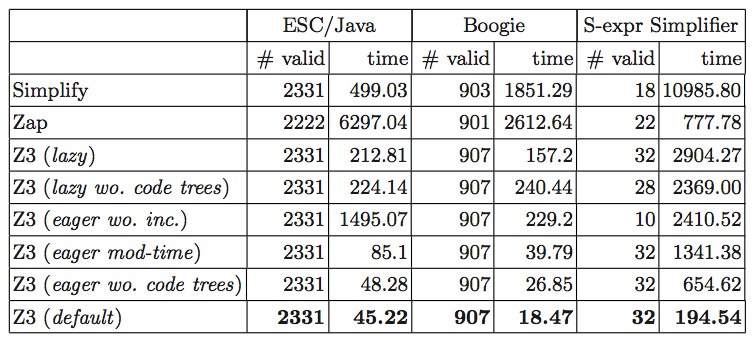 ESC/Java Boogie S-expr Simplifier
# valid time # valid time # valid time
Simplify 2331 499.03 903 1851.29 18 10985.80
Zap 2222 6297.04 901 2612.64 22 777.78
Z3 (lazy) 2331 212.81 907 157.2 32 2904.27
Z3 (lazy wo. code trees) 2331 224.14 907 240.44 28 2369.00
Z3 (eager wo. inc.) 2331 1495.07 907 229.2 10 2410.52
Z3 (eager mod-time) 2331 85.1 907 39.79 32 1341.38
Z3 (eager wo. code trees) 2331 48.28 907 26.85 32 654.62
Z3 (default) 2331 45.22 907 18.47 32 194.54